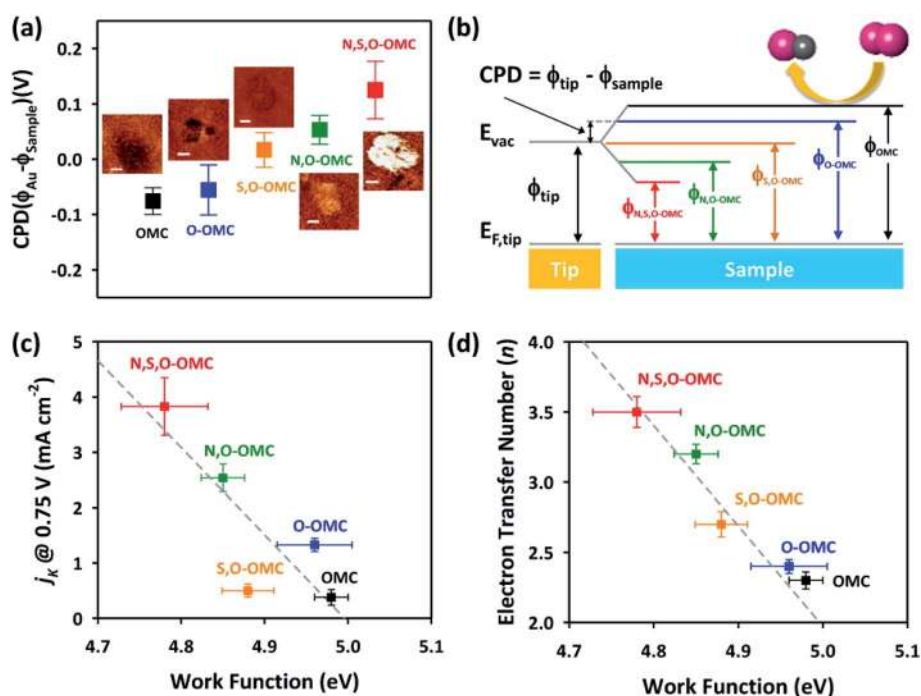 (a)
CPD(ϕAu-ϕSample)(V)
0.2
0.1
0.0
-0.1
-0.2
N,S,O-OMC
N,O-OMC
S,O-OMC
OMC
O-OMC
(b)
CPD = ϕtip - ϕsample
Evac
ϕtip
EF,tip
ϕN,S,O-OMC
ϕN,O-OMC
ϕS,O-OMC
ϕO-OMC
ϕOMC
Tip
Sample
(c)
jK @ 0.75 V (mA cm-2)
5
4
3
2
1
0
N,S,O-OMC
N,O-OMC
O-OMC
S,O-OMC
OMC
4.7 4.8 4.9 5.0 5.1
Work Function (eV)
(d)
Electron Transfer Number (n)
4.0
3.5
3.0
2.5
2.0
N,S,O-OMC
N,O-OMC
S,O-OMC
O-OMC
OMC
4.7 4.8 4.9 5.0 5.1
Work Function (eV)